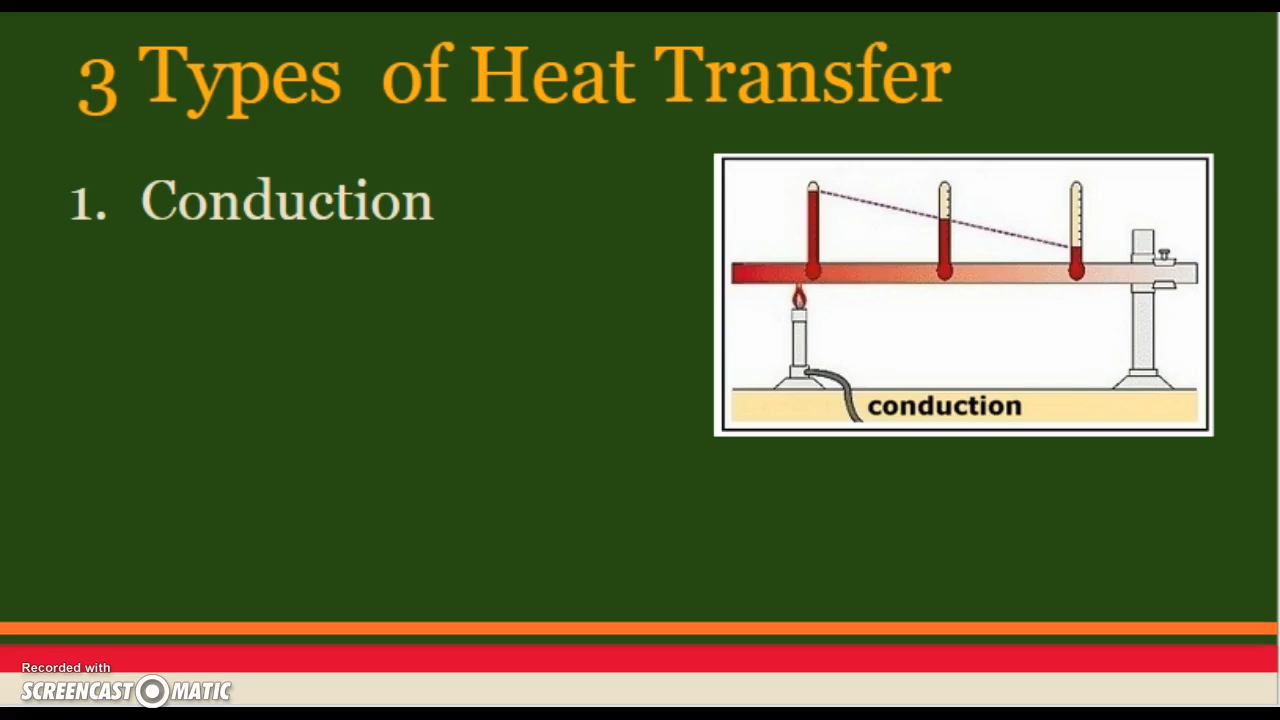 3 Types of Heat Transfer
1. Conduction
conduction
Recorded with
SCREENCAST MATIC